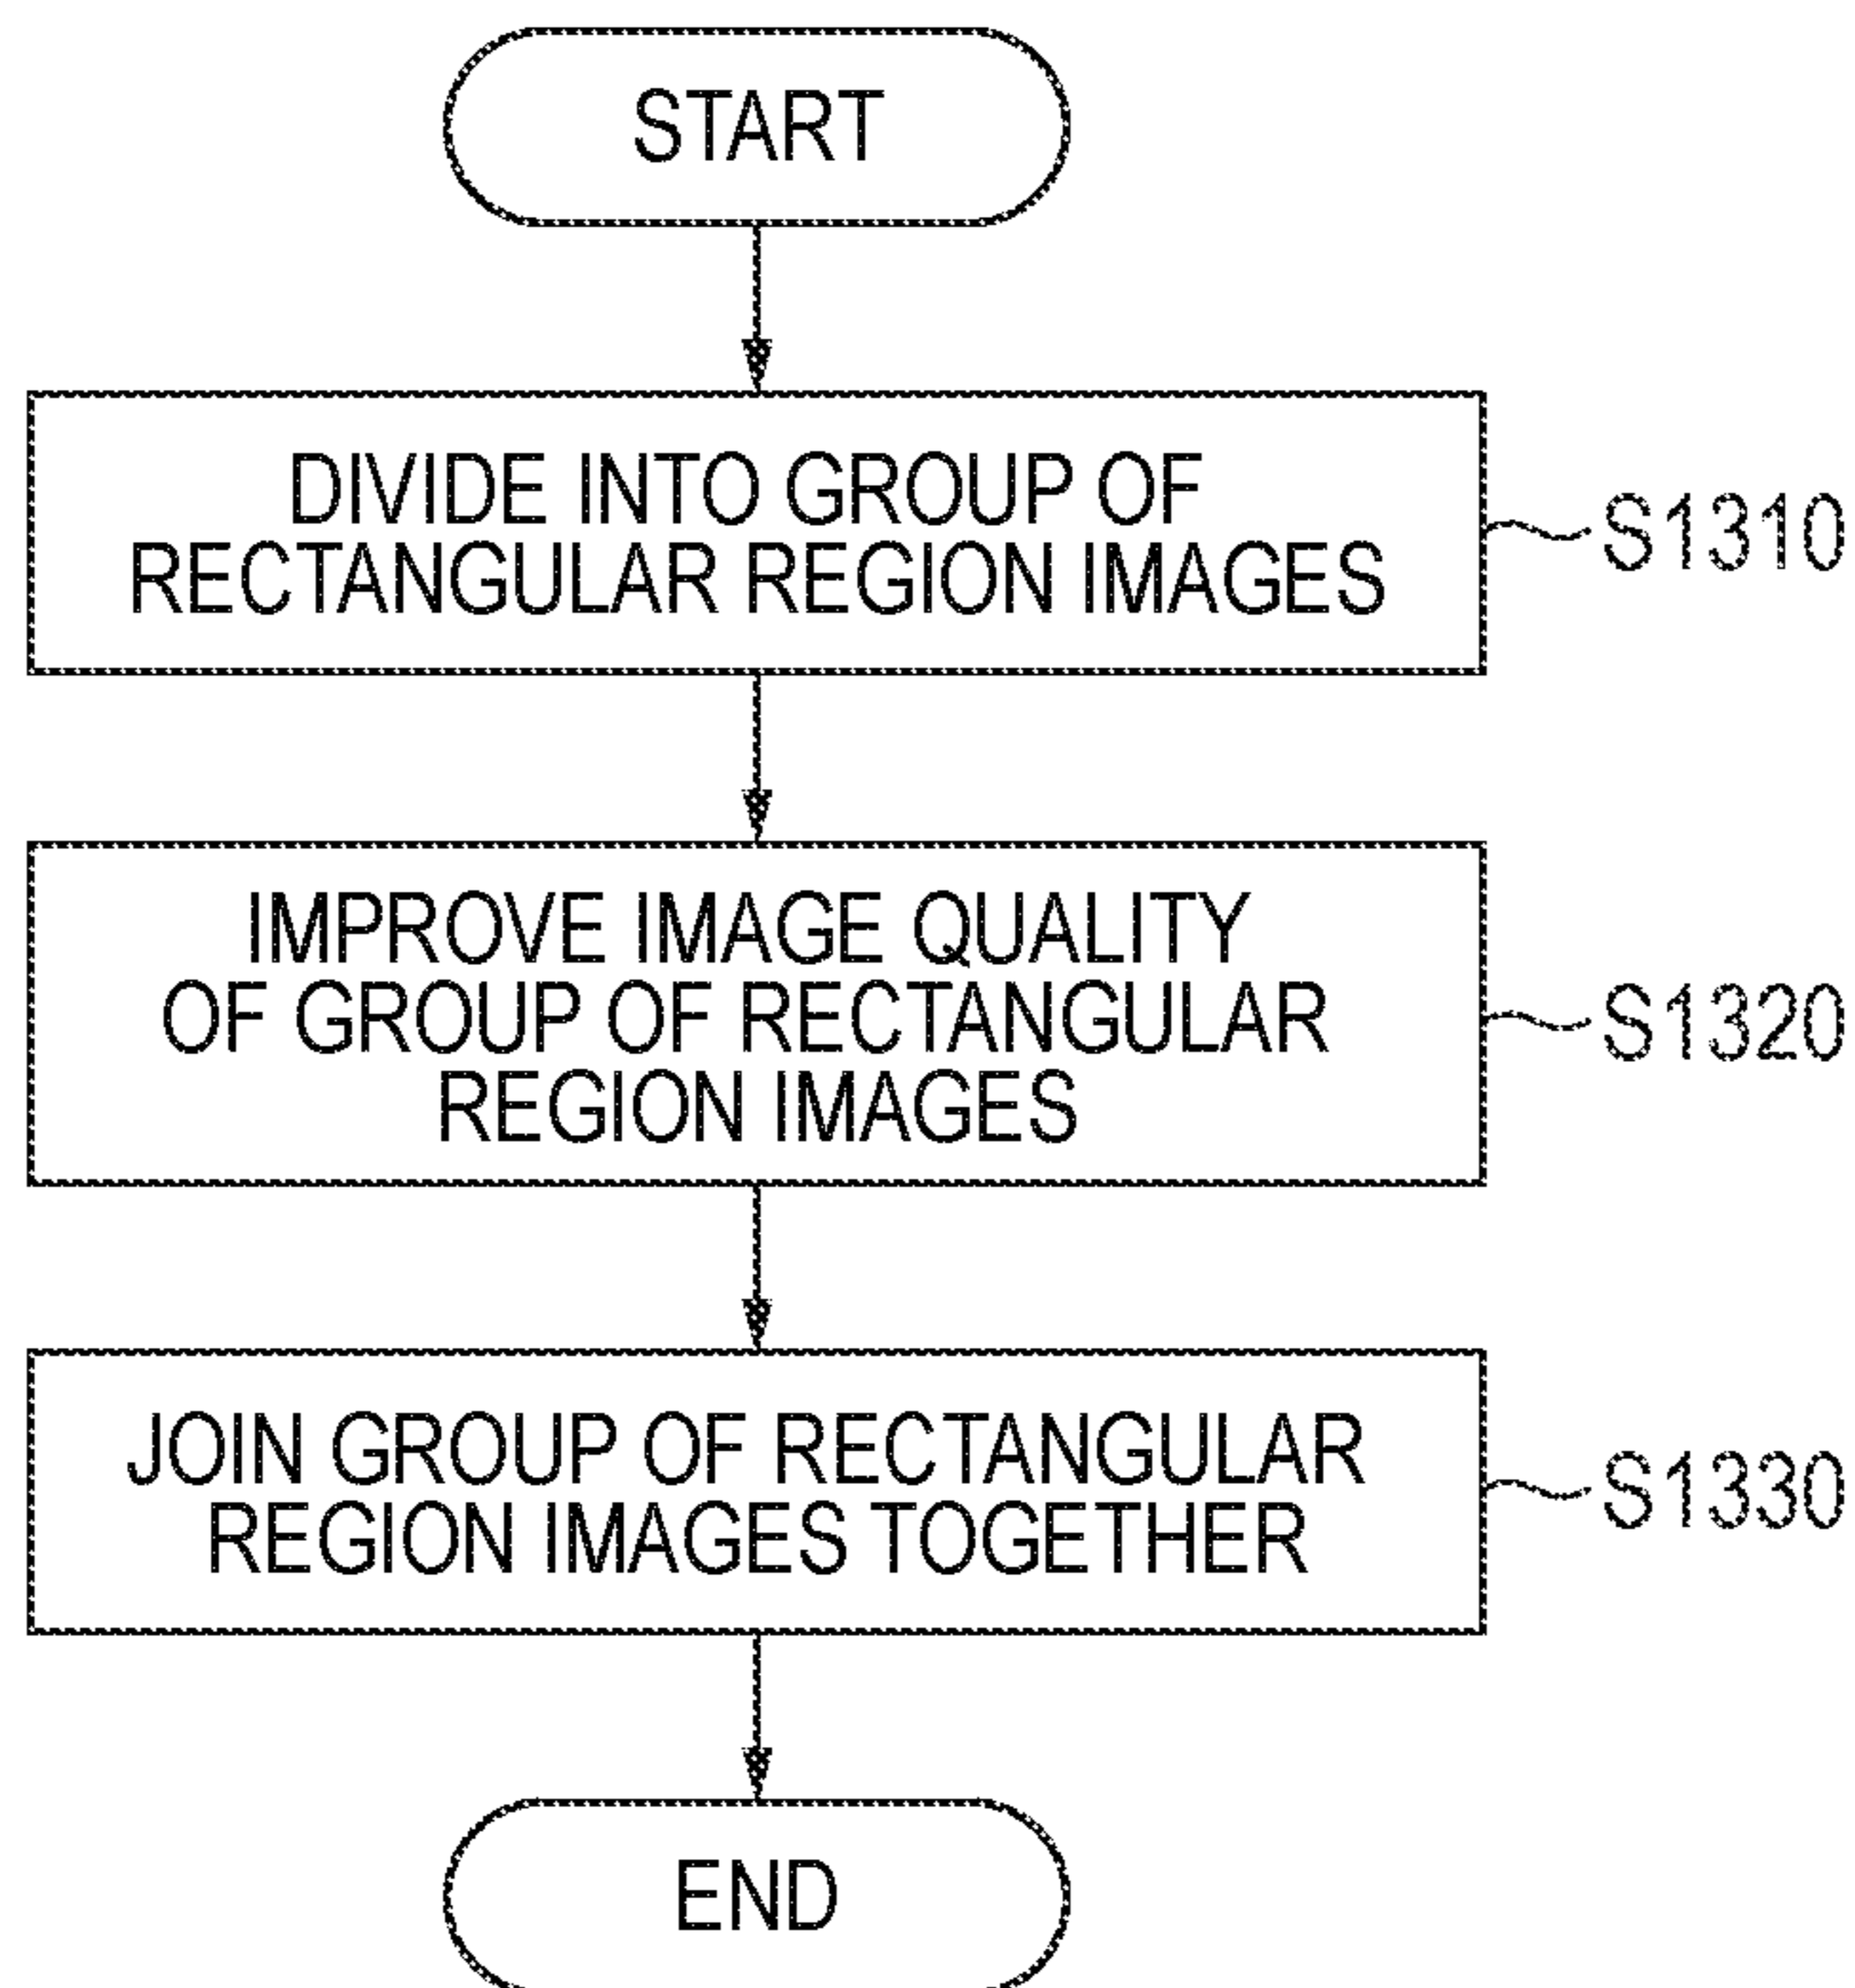 START
DIVIDE INTO GROUP OF
RECTANGULAR REGION IMAGES
S1310
IMPROVE IMAGE QUALITY
OF GROUP OF RECTANGULAR
REGION IMAGES
S1320
JOIN GROUP OF RECTANGULAR
REGION IMAGES TOGETHER
S1330
END